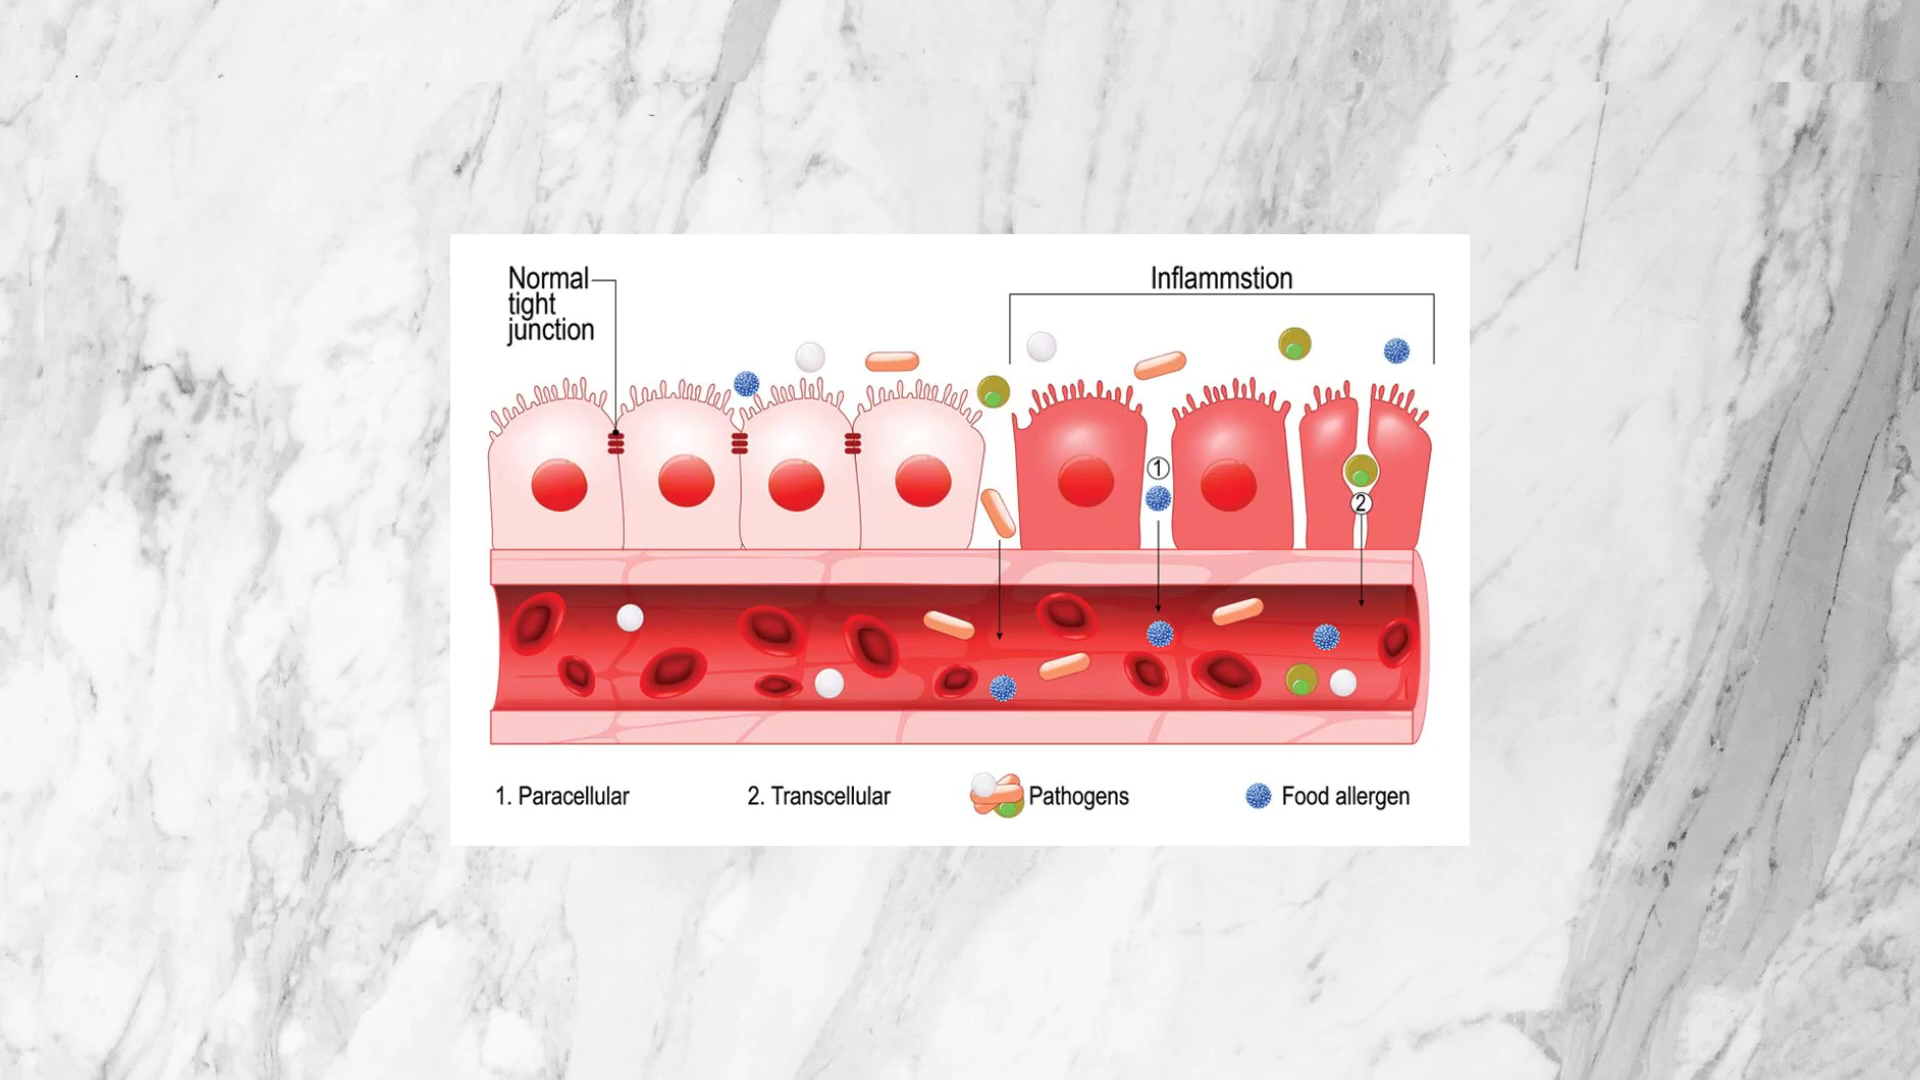 Normal
tight
junction
Inflammstion
1
2
1. Paracellular
2. Transcellular
Pathogens
Food allergen